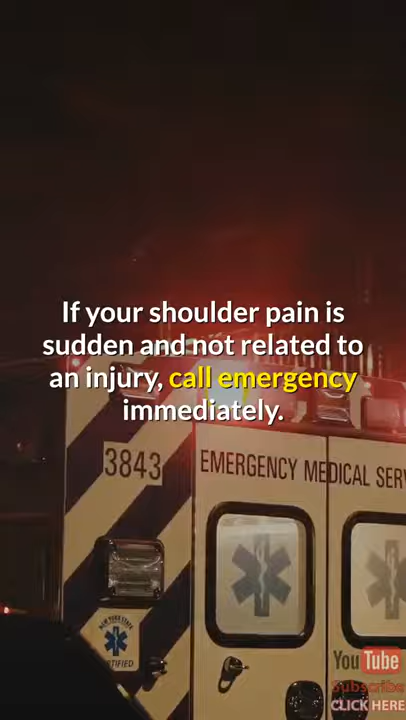 If your shoulder pain is
sudden and not related to
an injury, call emergency
immediately.
3843
EMERGENCY MEDICAL SERV
NEW YORK STATE
YouTube
Subscribe
CLICK HERE